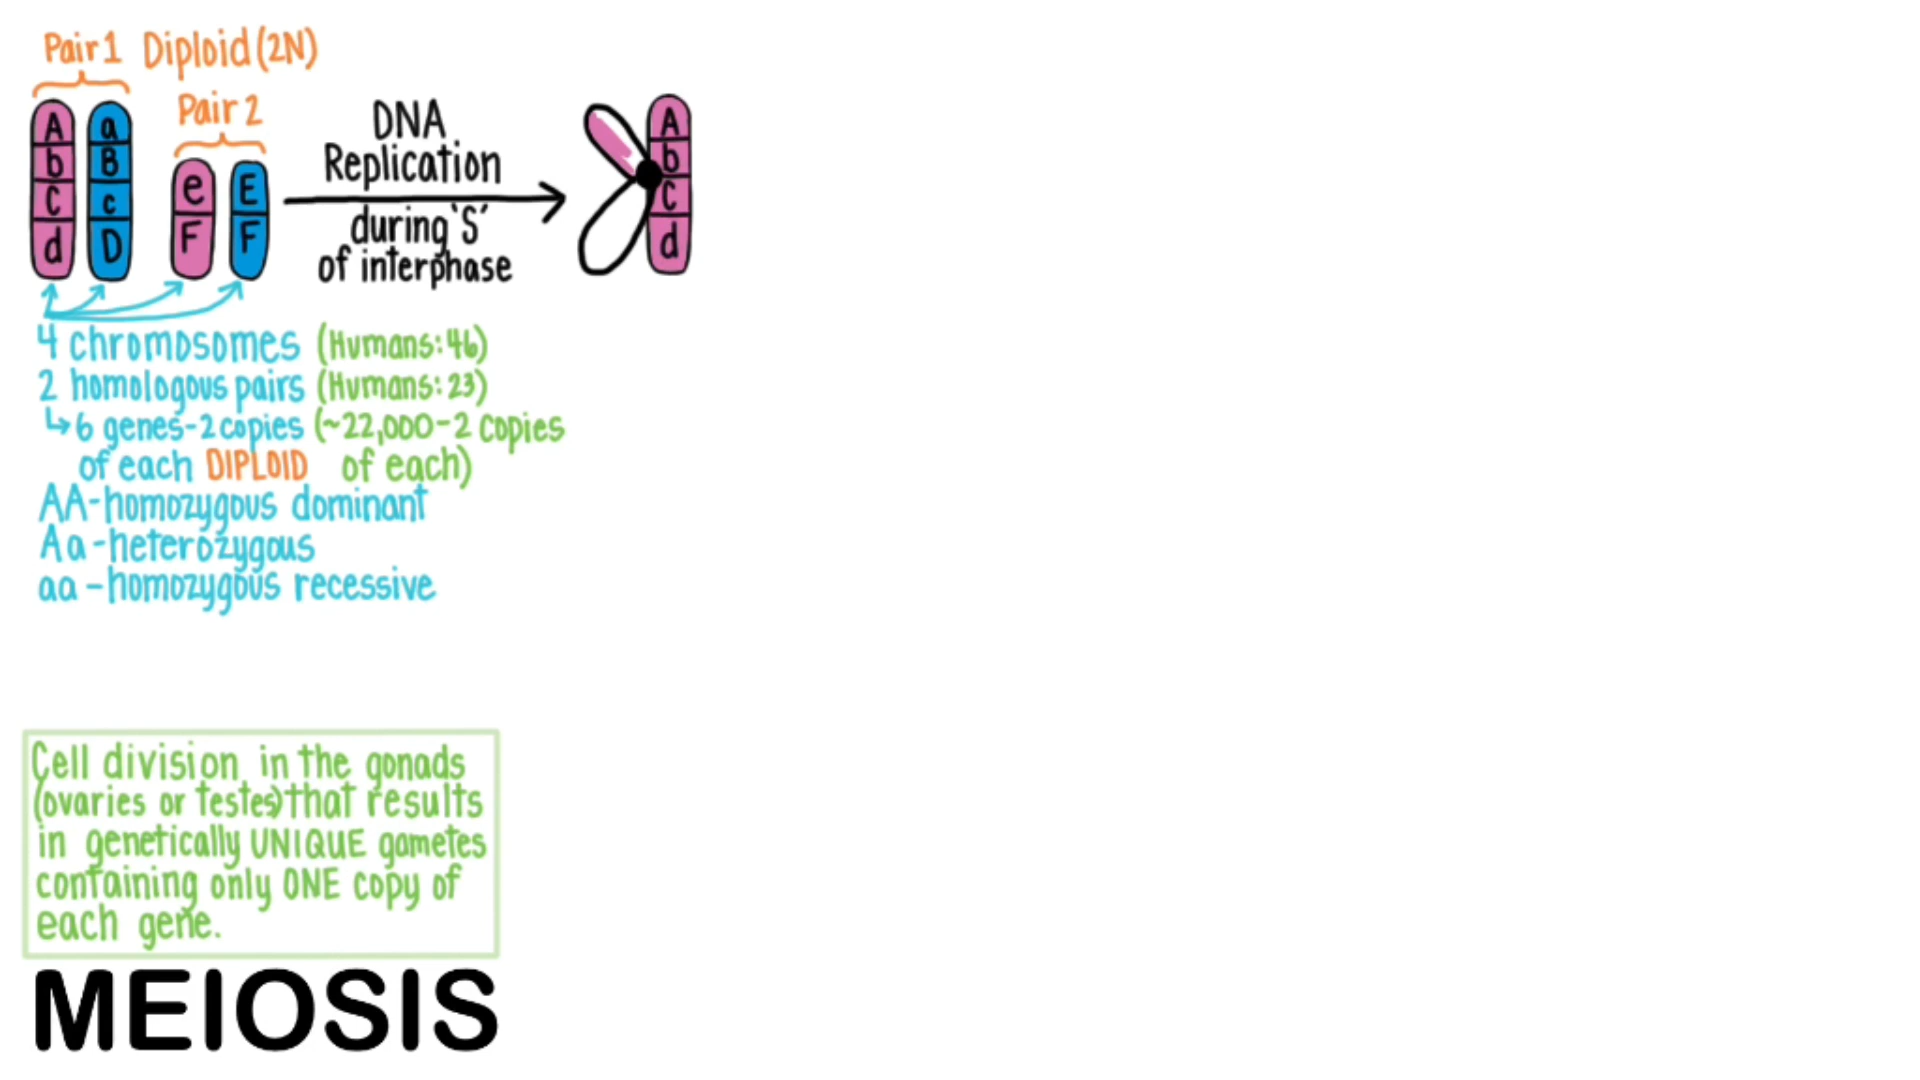 Pair 1 Diploid (2N)
Pair 2
A
b
C
d
a
B
c
D
e
F
E
F
DNA
Replication
during 'S'
of interphase
A
b
C
d
4 chromosomes (Humans: 46)
2 homologous pairs (Humans: 23)
↳ 6 genes - 2 copies (~22,000 - 2 copies
of each DIPLOID of each)
AA - homozygous dominant
Aa - heterozygous
aa - homozygous recessive
Cell division in the gonads
(ovaries or testes) that results
in genetically UNIQUE gametes
containing only ONE copy of
each gene.
MEIOSIS